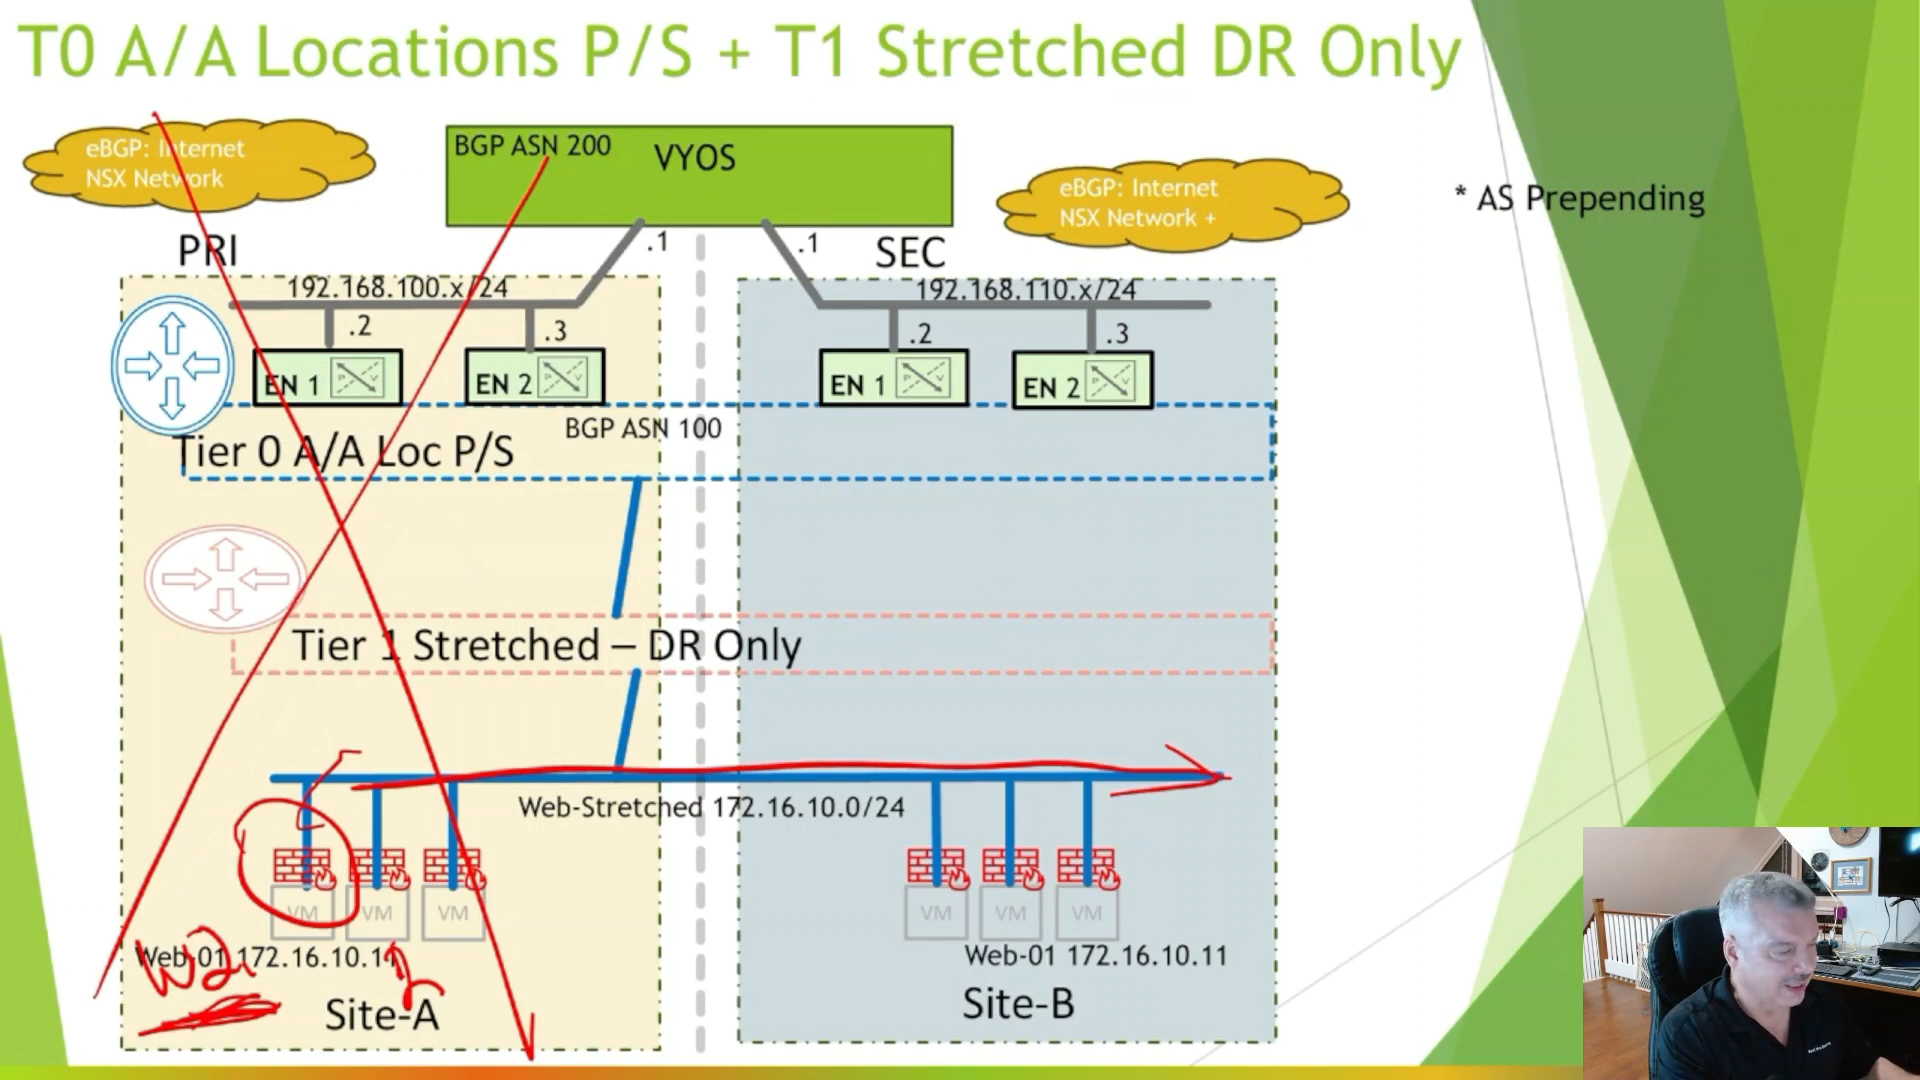 T0 A/A Locations P/S + T1 Stretched DR Only
eBGP: Internet
NSX Network
BGP ASN 200
VYOS
eBGP: Internet
NSX Network +
* AS Prepending
PRI
.1
.1
SEC
192.168.100.x/24
192.168.110.x/24
.2
.3
.2
.3
EN 1
EN 2
EN 1
EN 2
BGP ASN 100
Tier 0 A/A Loc P/S
Tier 1 Stretched – DR Only
Web-Stretched 172.16.10.0/24
VM
VM
VM
VM
VM
VM
Web-01 172.16.10.11
W2
2
Web-01 172.16.10.11
Site-A
Site-B